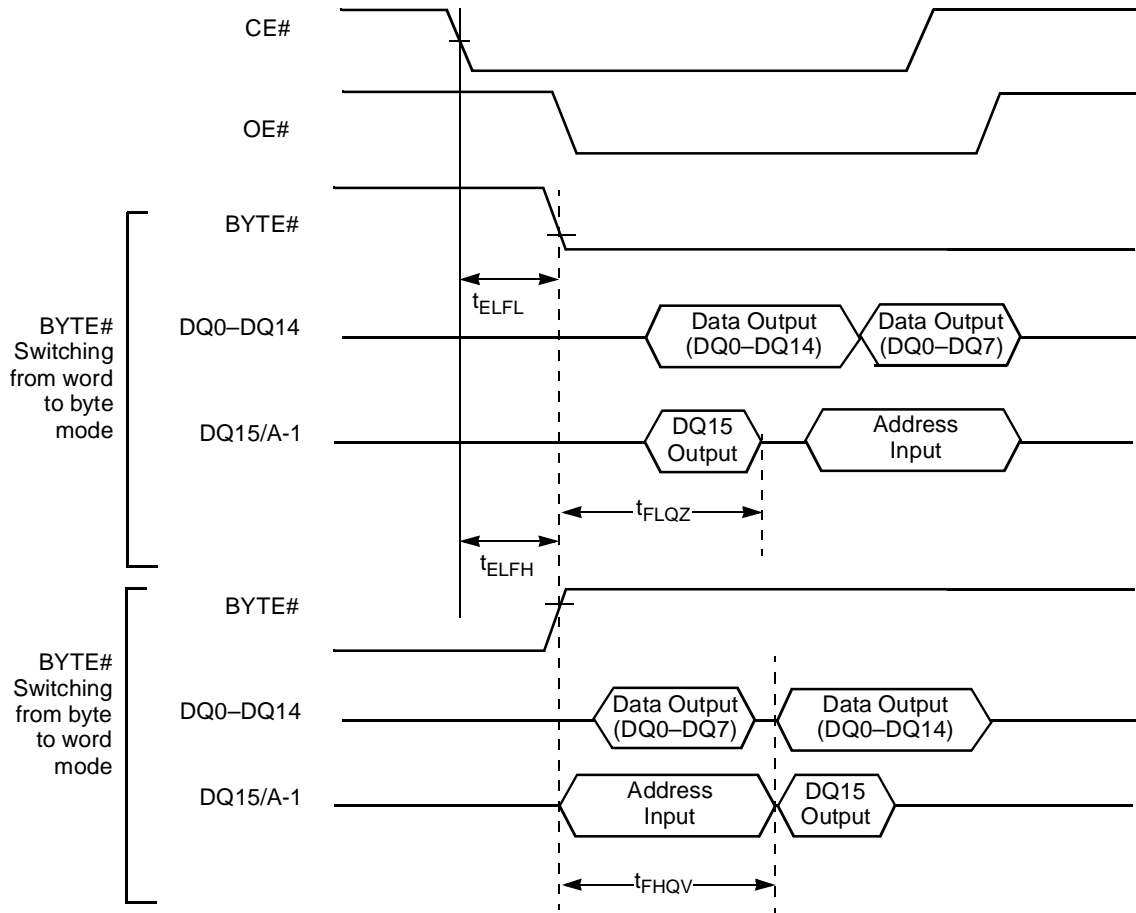 CE#
OE#
BYTE#
tELFL
BYTE#
Switching
from word
to byte
mode
DQ0–DQ14
Data Output
(DQ0–DQ14)
Data Output
(DQ0–DQ7)
DQ15/A-1
DQ15
Output
Address
Input
tFLQZ
tELFH
BYTE#
BYTE#
Switching
from byte
to word
mode
DQ0–DQ14
Data Output
(DQ0–DQ7)
Data Output
(DQ0–DQ14)
DQ15/A-1
Address
Input
DQ15
Output
tFHQV